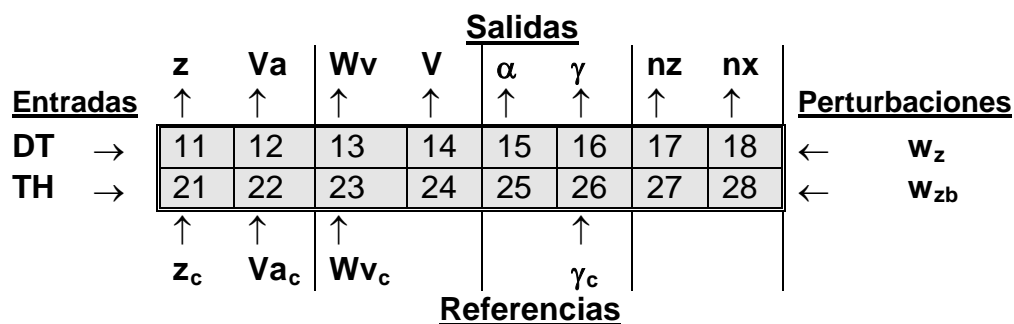 Salidas
z Va Wv V α γ nz nx
Entradas ↑ ↑ ↑ ↑ ↑ ↑ ↑ ↑ Perturbaciones
DT → 11 12 13 14 15 16 17 18 ← wz
TH → 21 22 23 24 25 26 27 28 ← wzb
↑ ↑ ↑ ↑
zc Vac Wvc γc
Referencias